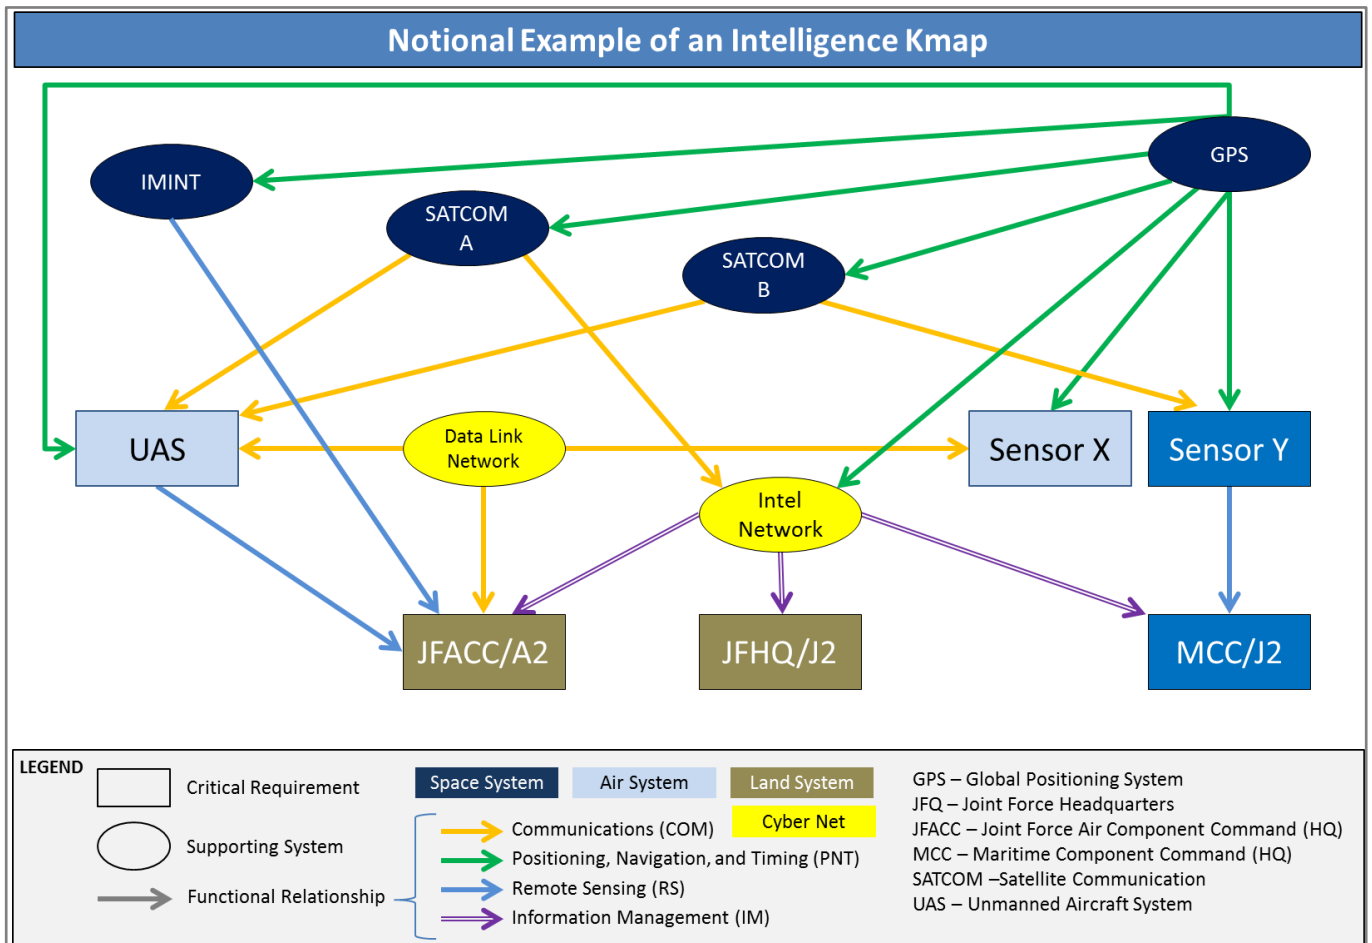 Notional Example of an Intelligence Kmap
GPS
IMINT
SATCOM
A
SATCOM
B
UAS
Data Link
Network
Sensor X
Sensor Y
Intel
Network
JFACC/A2
JFHQ/J2
MCC/J2
LEGEND
Critical Requirement
Supporting System
Functional Relationship
Space System
Air System
Land System
Cyber Net
Communications (COM)
Positioning, Navigation, and Timing (PNT)
Remote Sensing (RS)
Information Management (IM)
GPS – Global Positioning System
JFQ – Joint Force Headquarters
JFACC – Joint Force Air Component Command (HQ)
MCC – Maritime Component Command (HQ)
SATCOM –Satellite Communication
UAS – Unmanned Aircraft System